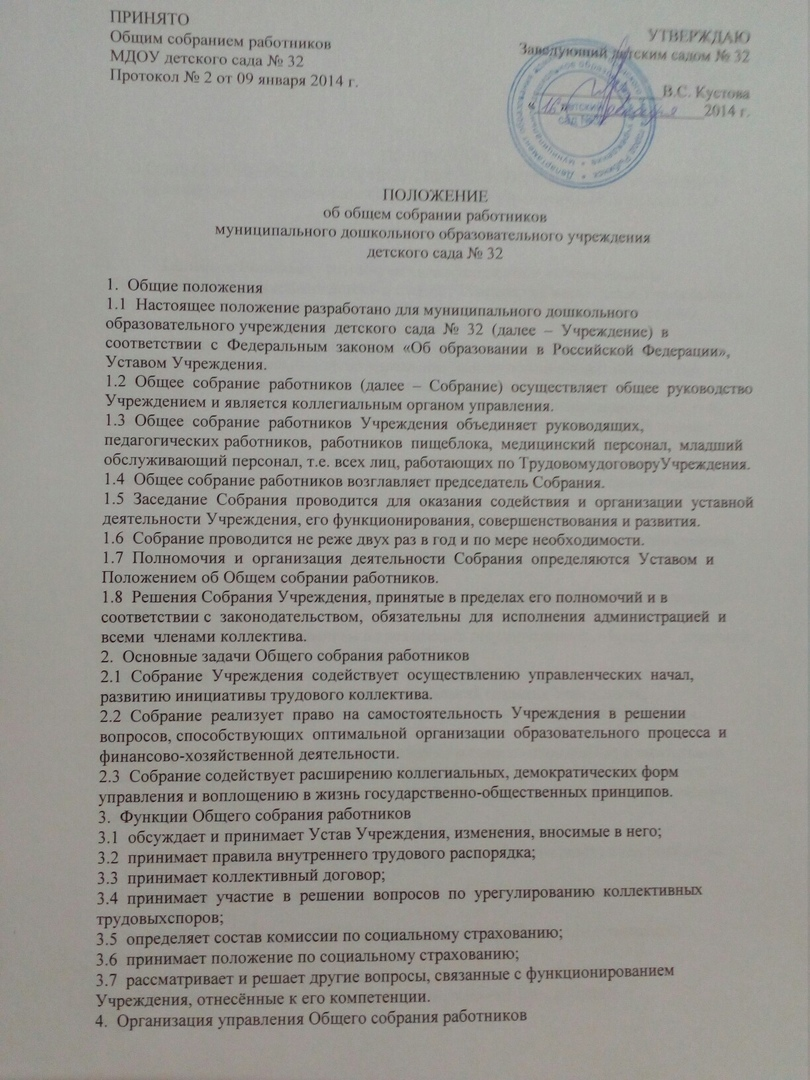 ПРИНЯТО
Общим собранием работников
МДОУ детского сада № 32
Протокол № 2 от 09 января 2014 г.
УТВЕРЖДАЮ
Заведующий детским садом № 32
В.С. Кустова
2014 г.
ПОЛОЖЕНИЕ
об общем собрании работников
муниципального дошкольного образовательного учреждения
детского сада № 32
1. Общие положения
1.1 Настоящее положение разработано для муниципального дошкольного
образовательного учреждения детского сада № 32 (далее – Учреждение) в
соответствии с Федеральным законом «Об образовании в Российской Федерации»,
Уставом Учреждения.
1.2 Общее собрание работников (далее – Собрание) осуществляет общее руководство
Учреждением и является коллегиальным органом управления.
1.3 Общее собрание работников Учреждения объединяет руководящих,
педагогических работников, работников пищеблока, медицинский персонал, младший
обслуживающий персонал, т.е. всех лиц, работающих по ТрудовомудоговоруУчреждения.
1.4 Общее собрание работников возглавляет председатель Собрания.
1.5 Заседание Собрания проводится для оказания содействия и организации уставной
деятельности Учреждения, его функционирования, совершенствования и развития.
1.6 Собрание проводится не реже двух раз в год и по мере необходимости.
1.7 Полномочия и организация деятельности Собрания определяются Уставом и
Положением об Общем собрании работников.
1.8 Решения Собрания Учреждения, принятые в пределах его полномочий и в
соответствии с законодательством, обязательны для исполнения администрацией и
всеми членами коллектива.
2. Основные задачи Общего собрания работников
2.1 Собрание Учреждения содействует осуществлению управленческих начал,
развитию инициативы трудового коллектива.
2.2 Собрание реализует право на самостоятельность Учреждения в решении
вопросов, способствующих оптимальной организации образовательного процесса и
финансово-хозяйственной деятельности.
2.3 Собрание содействует расширению коллегиальных, демократических форм
управления и воплощению в жизнь государственно-общественных принципов.
3. Функции Общего собрания работников
3.1 обсуждает и принимает Устав Учреждения, изменения, вносимые в него;
3.2 принимает правила внутреннего трудового распорядка;
3.3 принимает коллективный договор;
3.4 принимает участие в решении вопросов по урегулированию коллективных
трудовыхспоров;
3.5 определяет состав комиссии по социальному страхованию;
3.6 принимает положение по социальному страхованию;
3.7 рассматривает и решает другие вопросы, связанные с функционированием
Учреждения, отнесённые к его компетенции.
4. Организация управления Общего собрания работников